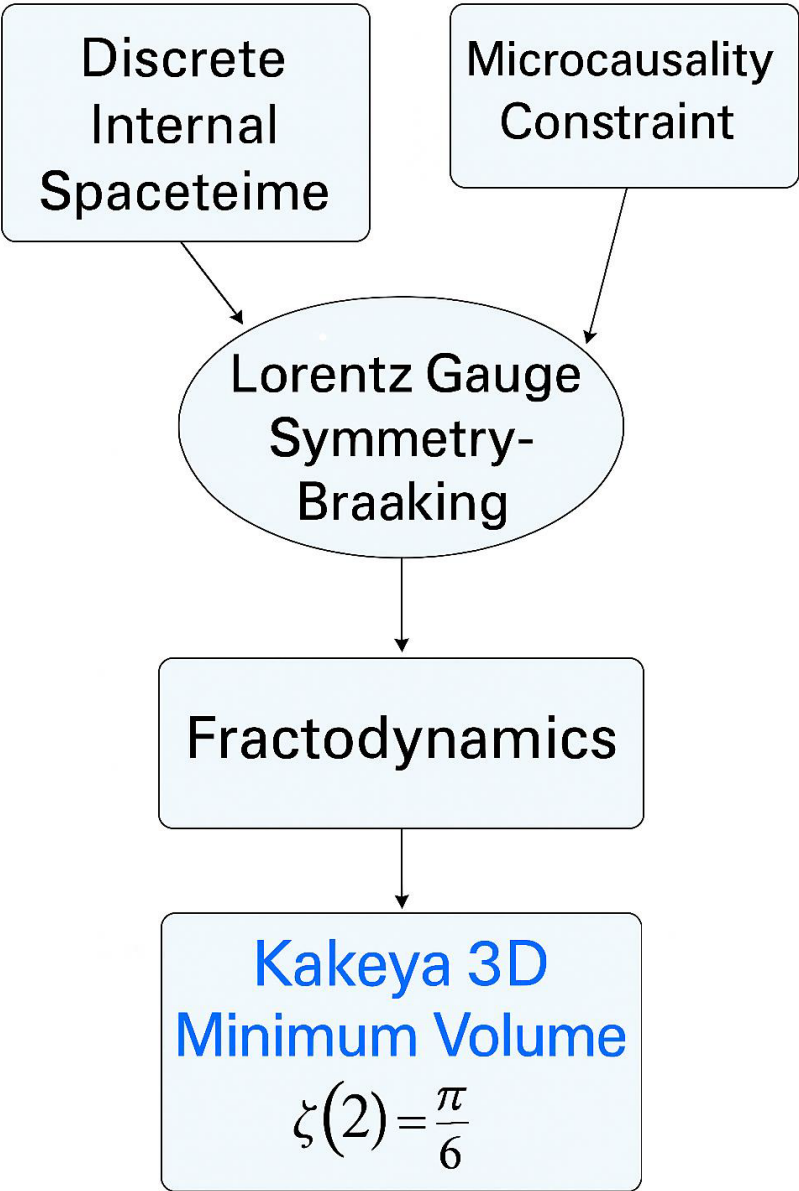 Discrete
Internal
Spaceteime
Microcausality
Constraint
Lorentz Gauge
Symmetry-
Braaking
Fractodynamics
Kakeya 3D
Minimum Volume
ζ(2) = π/6